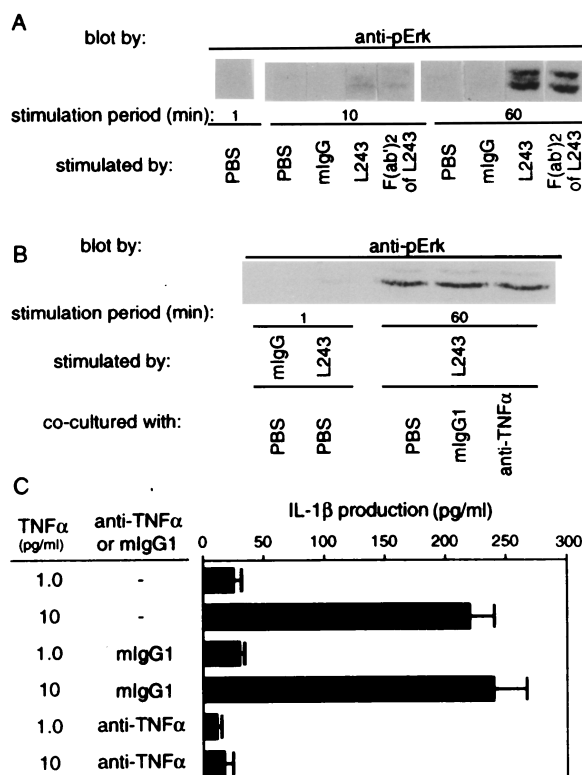 A
blot by: anti-pErk
stimulation period (min): 1 10 60
stimulated by: PBS PBS mIgG L243 F(ab')2 of L243 PBS mIgG L243 F(ab')2 of L243
B
blot by: anti-pErk
stimulation period (min): 1 60
stimulated by: mIgG L243 L243
co-cultured with: PBS PBS PBS mIgG1 anti-TNFα
C
IL-1β production (pg/ml)
TNFα (pg/ml) anti-TNFα or mIgG1
0 50 100 150 200 250 300
1.0 -
10 -
1.0 mIgG1
10 mIgG1
1.0 anti-TNFα
10 anti-TNFα